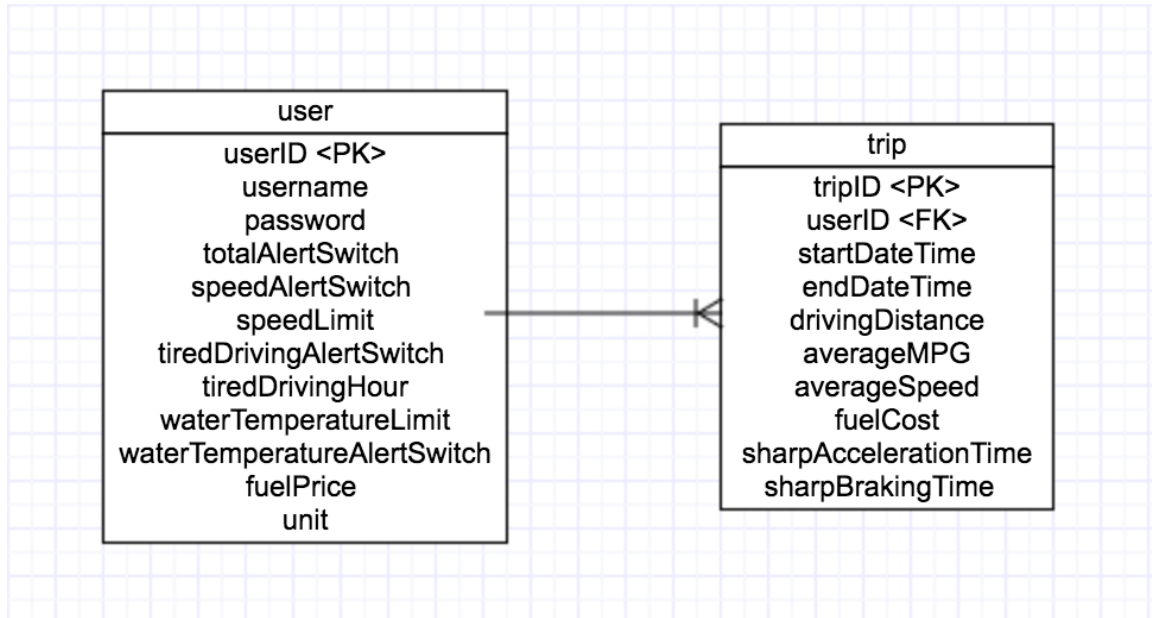 user
userID <PK>
username
password
totalAlertSwitch
speedAlertSwitch
speedLimit
tiredDrivingAlertSwitch
tiredDrivingHour
waterTemperatureLimit
waterTemperatureAlertSwitch
fuelPrice
unit
trip
tripID <PK>
userID <FK>
startDateTime
endDateTime
drivingDistance
averageMPG
averageSpeed
fuelCost
sharpAccelerationTime
sharpBrakingTime